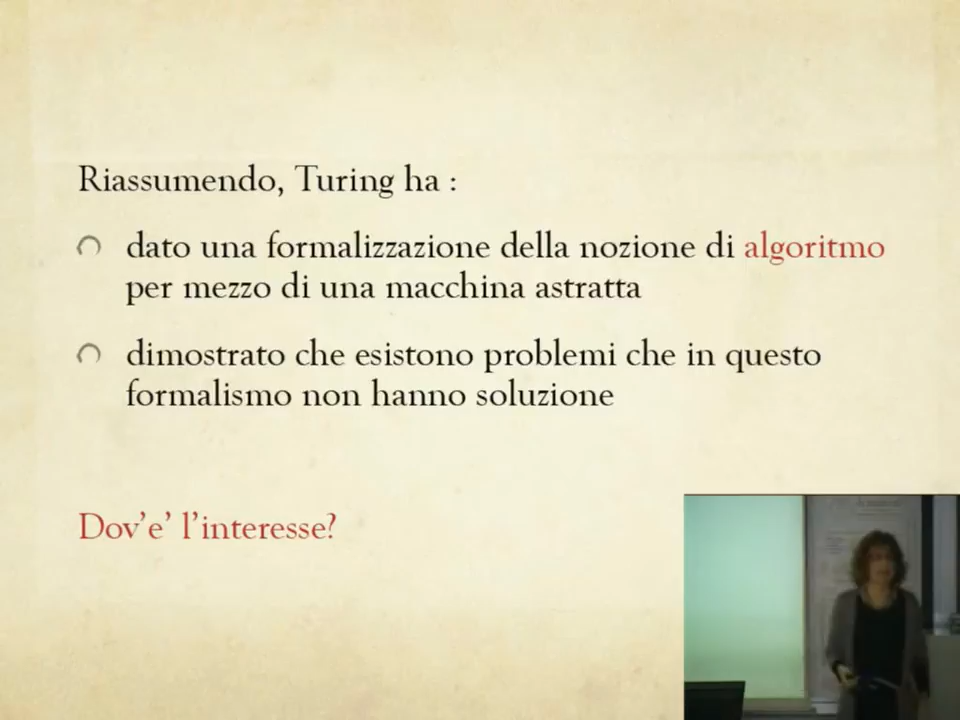 Riassumendo, Turing ha :
dato una formalizzazione della nozione di algoritmo
per mezzo di una macchina astratta
dimostrato che esistono problemi che in questo
formalismo non hanno soluzione
Dov'e' l'interesse?